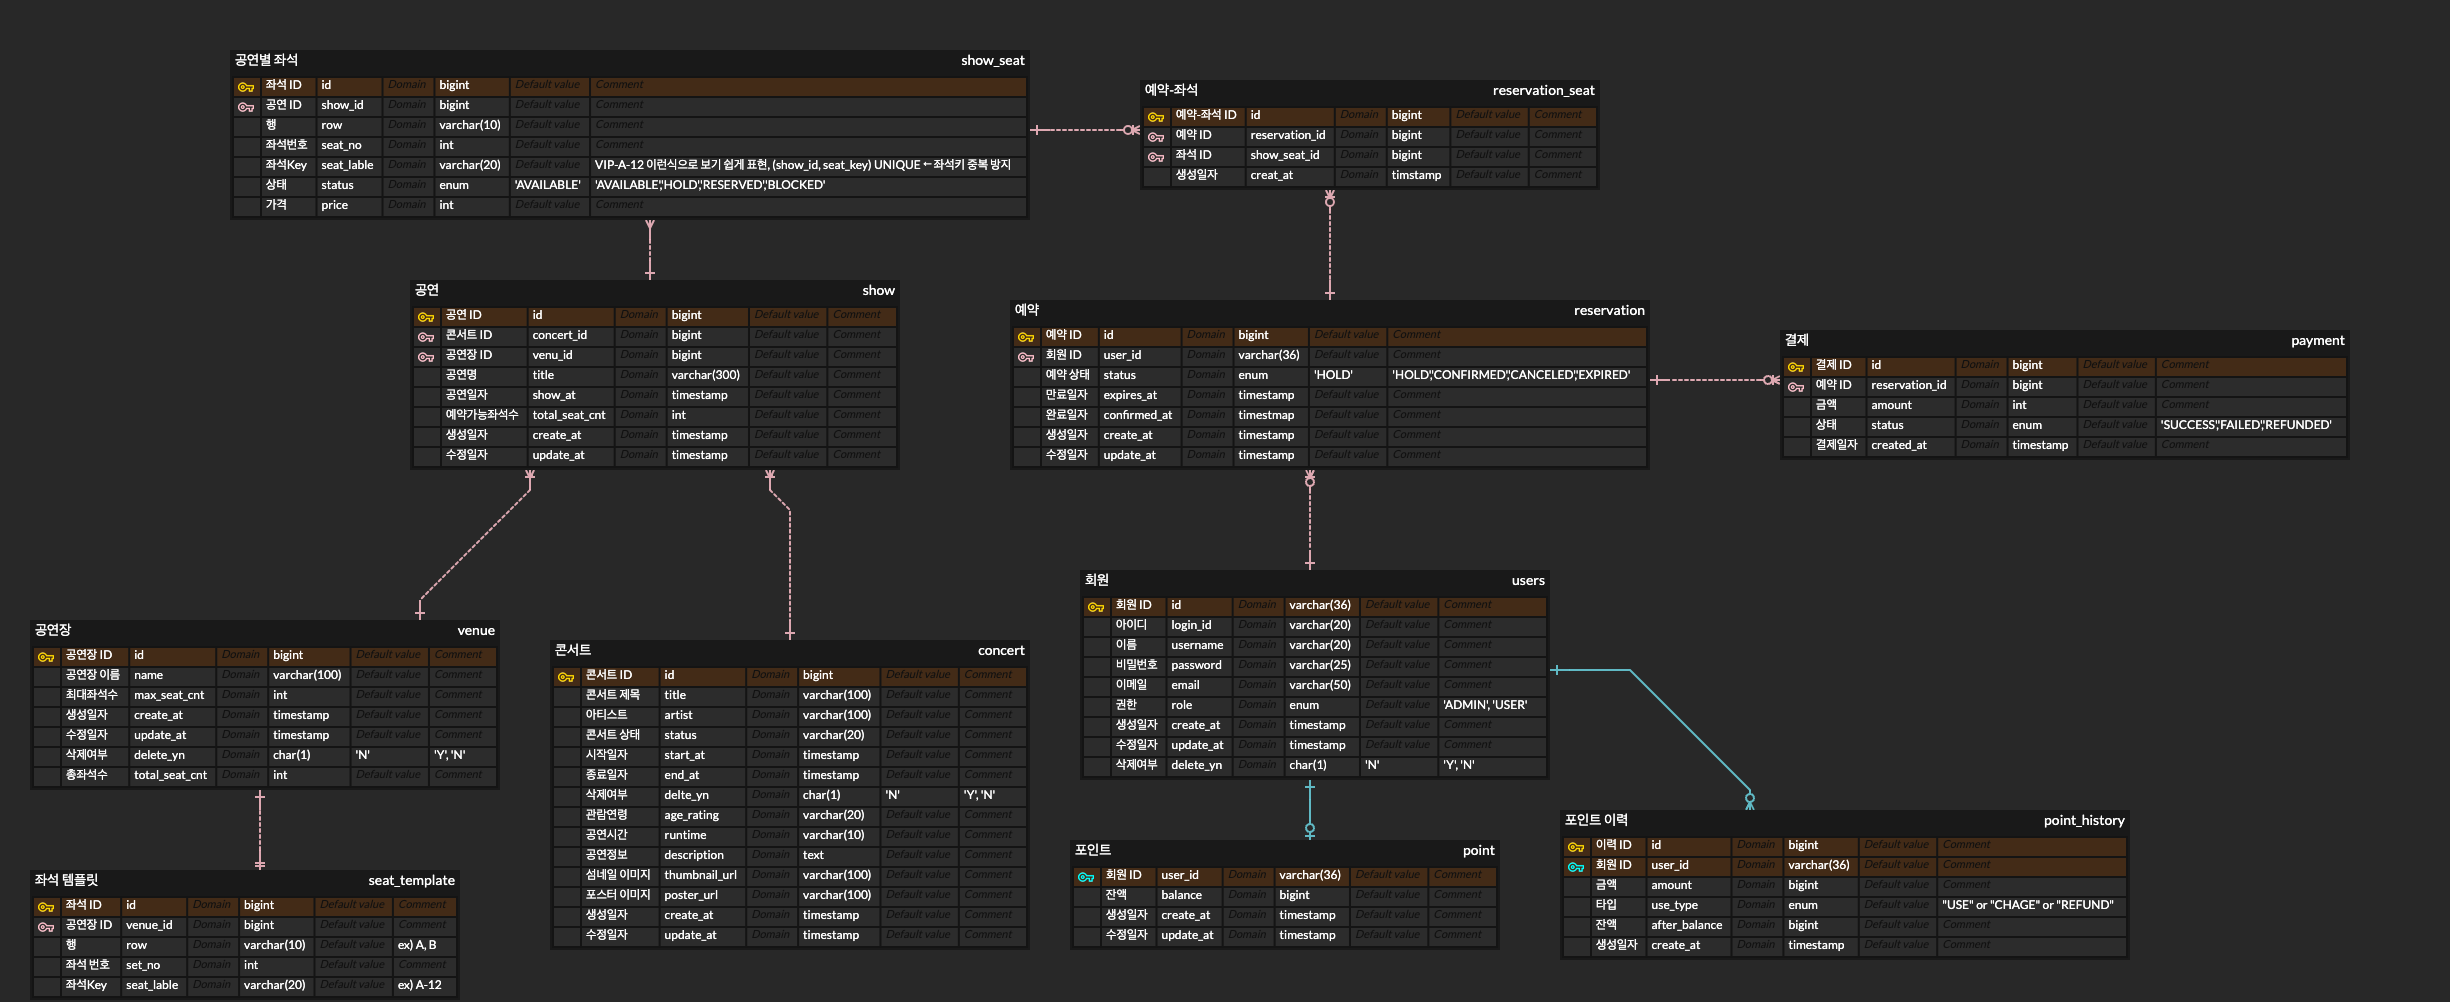 공연별 좌석 show_seat
좌석 ID id Domain bigint Default value Comment
공연 ID show_id Domain bigint Default value Comment
행 row Domain varchar(10) Default value Comment
좌석번호 seat_no Domain int Default value Comment
좌석Key seat_lable Domain varchar(20) Default value VIP-A-12 이런식으로 보기 쉽게 표현, (show_id, seat_key) UNIQUE ← 좌석키 중복 방지
상태 status Domain enum 'AVAILABLE' 'AVAILABLE','HOLD','RESERVED','BLOCKED'
가격 price Domain int Default value Comment
예약-좌석 reservation_seat
예약-좌석 ID id Domain bigint Default value Comment
예약 ID reservation_id Domain bigint Default value Comment
좌석 ID show_seat_id Domain bigint Default value Comment
생성일자 creat_at Domain timstamp Default value Comment
공연 show
공연 ID id Domain bigint Default value Comment
콘서트 ID concert_id Domain bigint Default value Comment
공연장 ID venu_id Domain bigint Default value Comment
공연명 title Domain varchar(300) Default value Comment
공연일자 show_at Domain timestamp Default value Comment
예약가능좌석수 total_seat_cnt Domain int Default value Comment
생성일자 create_at Domain timestamp Default value Comment
수정일자 update_at Domain timestamp Default value Comment
예약 reservation
예약 ID id Domain bigint Default value Comment
회원 ID user_id Domain varchar(36) Default value Comment
예약 상태 status Domain enum 'HOLD' 'HOLD','CONFIRMED','CANCELED','EXPIRED'
만료일자 expires_at Domain timestamp Default value Comment
완료일자 confirmed_at Domain timestmap Default value Comment
생성일자 create_at Domain timestamp Default value Comment
수정일자 update_at Domain timestamp Default value Comment
결제 payment
결제 ID id Domain bigint Default value Comment
예약 ID reservation_id Domain bigint Default value Comment
금액 amount Domain int Default value Comment
상태 status Domain enum Default value 'SUCCESS','FAILED','REFUNDED'
결제일자 created_at Domain timestamp Default value Comment
공연장 venue
공연장 ID id Domain bigint Default value Comment
공연장 이름 name Domain varchar(100) Default value Comment
최대좌석수 max_seat_cnt Domain int Default value Comment
생성일자 create_at Domain timestamp Default value Comment
수정일자 update_at Domain timestamp Default value Comment
삭제여부 delete_yn Domain char(1) 'N' 'Y', 'N'
총좌석수 total_seat_cnt Domain int Default value Comment
콘서트 concert
콘서트 ID id Domain bigint Default value Comment
콘서트 제목 title Domain varchar(100) Default value Comment
아티스트 artist Domain varchar(100) Default value Comment
콘서트 상태 status Domain varchar(20) Default value Comment
시작일자 start_at Domain timestamp Default value Comment
종료일자 end_at Domain timestamp Default value Comment
삭제여부 delte_yn Domain char(1) 'N' 'Y', 'N'
관람연령 age_rating Domain varchar(20) Default value Comment
공연시간 runtime Domain varchar(10) Default value Comment
공연정보 description Domain text Default value Comment
섬네일 이미지 thumbnail_url Domain varchar(100) Default value Comment
포스터 이미지 poster_url Domain varchar(100) Default value Comment
생성일자 create_at Domain timestamp Default value Comment
수정일자 update_at Domain timestamp Default value Comment
회원 users
회원 ID id Domain varchar(36) Default value Comment
아이디 login_id Domain varchar(20) Default value Comment
이름 username Domain varchar(20) Default value Comment
비밀번호 password Domain varchar(25) Default value Comment
이메일 email Domain varchar(50) Default value Comment
권한 role Domain enum Default value 'ADMIN', 'USER'
생성일자 create_at Domain timestamp Default value Comment
수정일자 update_at Domain timestamp Default value Comment
삭제여부 delete_yn Domain char(1) 'N' 'Y', 'N'
좌석 템플릿 seat_template
좌석 ID id Domain bigint Default value Comment
공연장 ID venue_id Domain bigint Default value Comment
행 row Domain varchar(10) Default value ex) A, B
좌석 번호 set_no Domain int Default value Comment
좌석Key seat_lable Domain varchar(20) Default value ex) A-12
포인트 point
회원 ID user_id Domain varchar(36) Default value Comment
잔액 balance Domain bigint Default value Comment
생성일자 create_at Domain timestamp Default value Comment
수정일자 update_at Domain timestamp Default value Comment
포인트 이력 point_history
이력 ID id Domain bigint Default value Comment
회원 ID user_id Domain varchar(36) Default value Comment
금액 amount Domain bigint Default value Comment
타입 use_type Domain enum Default value "USE" or "CHAGE" or "REFUND"
잔액 after_balance Domain bigint Default value Comment
생성일자 create_at Domain timestamp Default value Comment